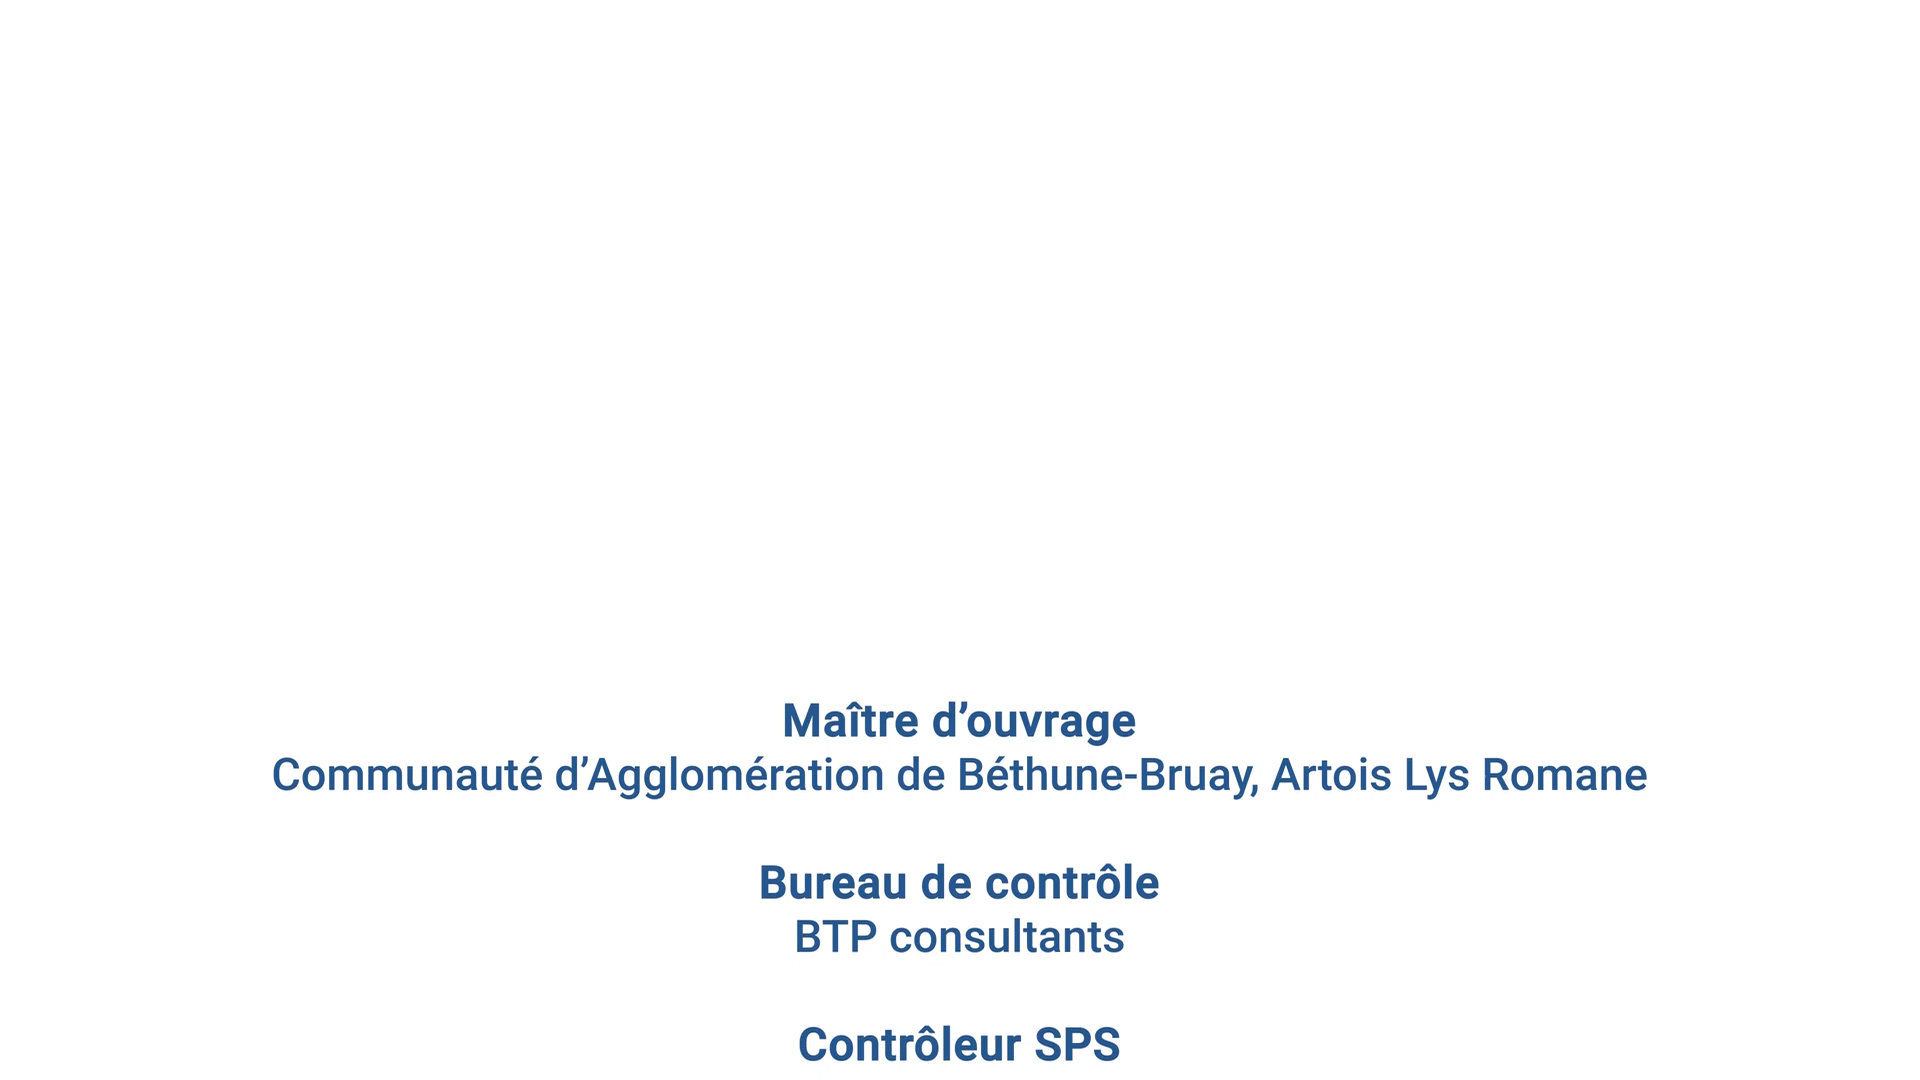 Maître d’ouvrage
Communauté d’Agglomération de Béthune-Bruay, Artois Lys Romane
Bureau de contrôle
BTP consultants
Contrôleur SPS